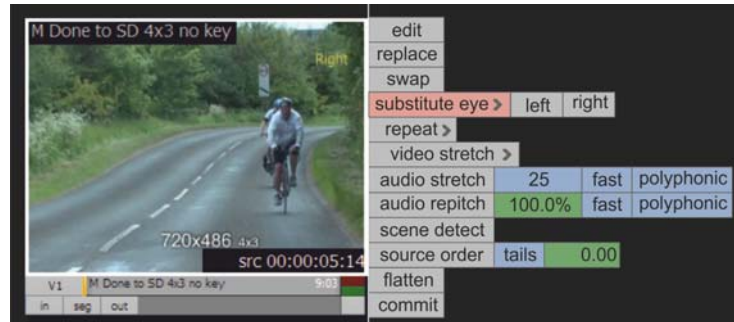 M Done to SD 4x3 no key
Right
720x486 4x3
src 00:00:05:14
V1 M Done to SD 4x3 no key 9:03
in seg out
edit
replace
swap
substitute eye > left right
repeat >
video stretch >
audio stretch 25 fast polyphonic
audio repitch 100.0% fast polyphonic
scene detect
source order tails 0.00
flatten
commit